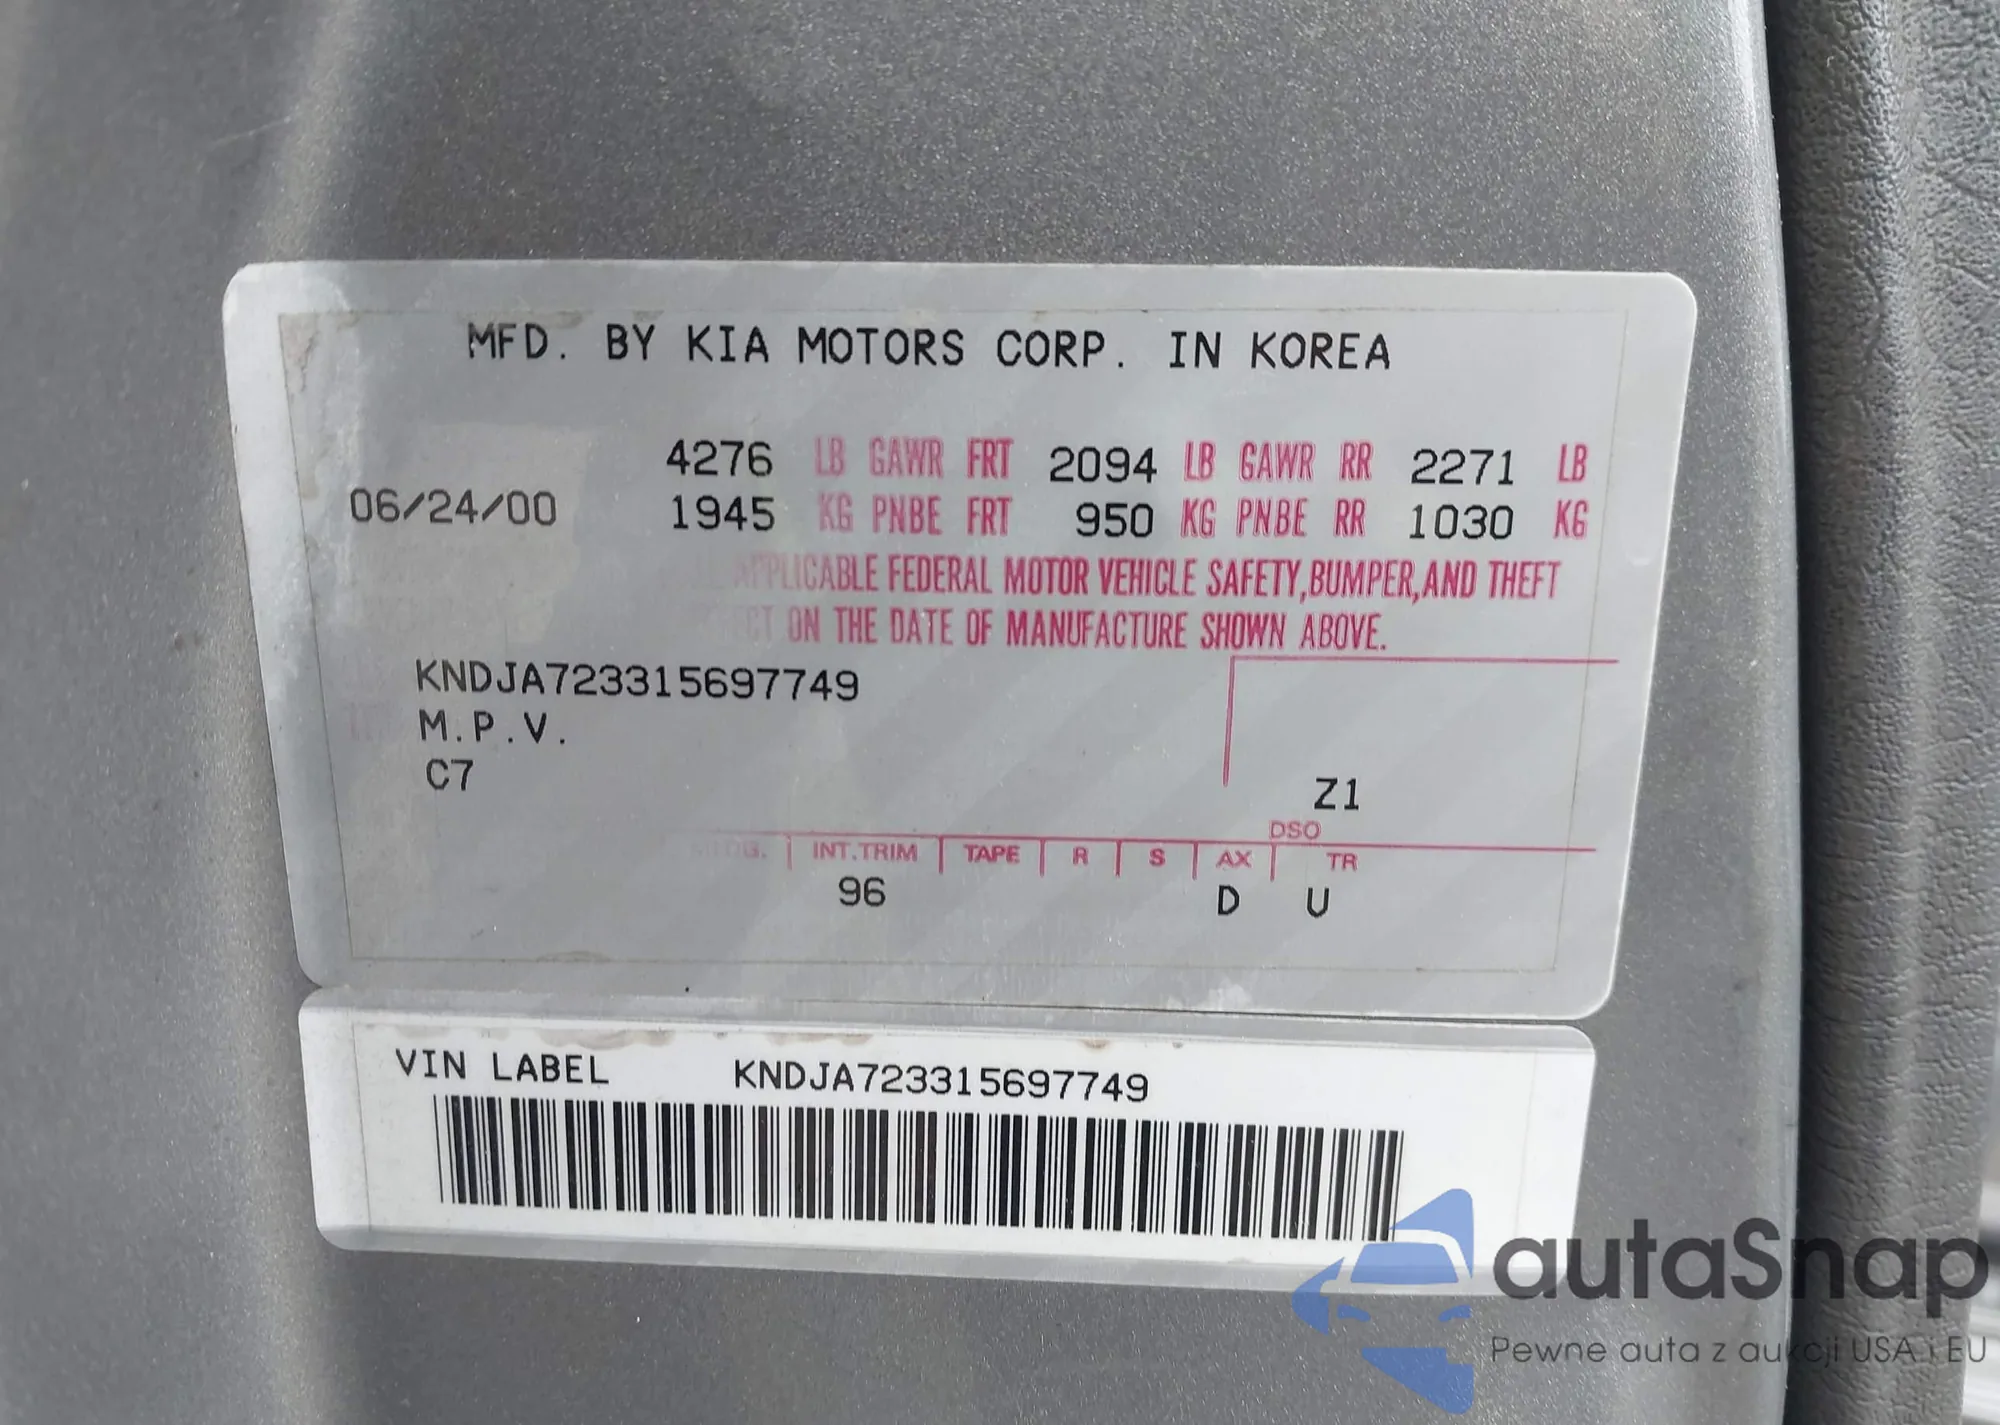 MFD. BY KIA MOTORS CORP. IN KOREA
4276 LB GAWR FRT 2094 LB GAWR RR 2271 LB
06/24/00 1945 KG PNBE FRT 950 KG PNBE RR 1030 KG
APPLICABLE FEDERAL MOTOR VEHICLE SAFETY,BUMPER,AND THEFT
ON THE DATE OF MANUFACTURE SHOWN ABOVE.
KNDJA723315697749
M.P.V.
C7
Z1
DSO
INT.TRIM TAPE R S AX TR
96 D U
VIN LABEL KNDJA723315697749
autaSnap
Pewne auta z aukcji USA i EU